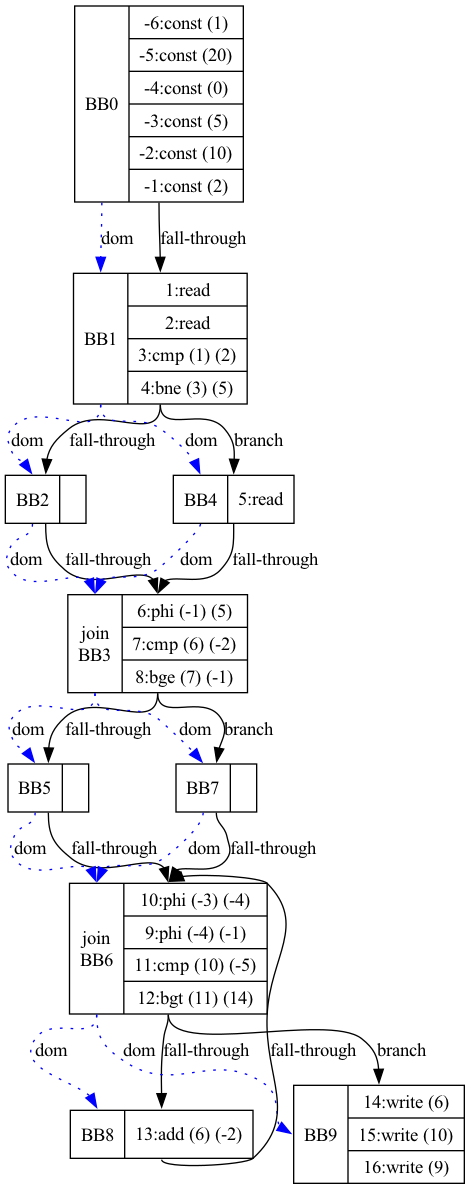 BB0
-6:const (1)
-5:const (20)
-4:const (0)
-3:const (5)
-2:const (10)
-1:const (2)
dom
fall-through
BB1
1:read
2:read
3:cmp (1) (2)
4:bne (3) (5)
dom
fall-through
dom
branch
BB2
BB4
5:read
dom
fall-through
dom
fall-through
join
BB3
6:phi (-1) (5)
7:cmp (6) (-2)
8:bge (7) (-1)
dom
fall-through
dom
branch
BB5
BB7
dom
fall-through
dom
fall-through
join
BB6
10:phi (-3) (-4)
9:phi (-4) (-1)
11:cmp (10) (-5)
12:bgt (11) (14)
dom
dom
fall-through
fall-through
branch
BB8
13:add (6) (-2)
BB9
14:write (6)
15:write (10)
16:write (9)